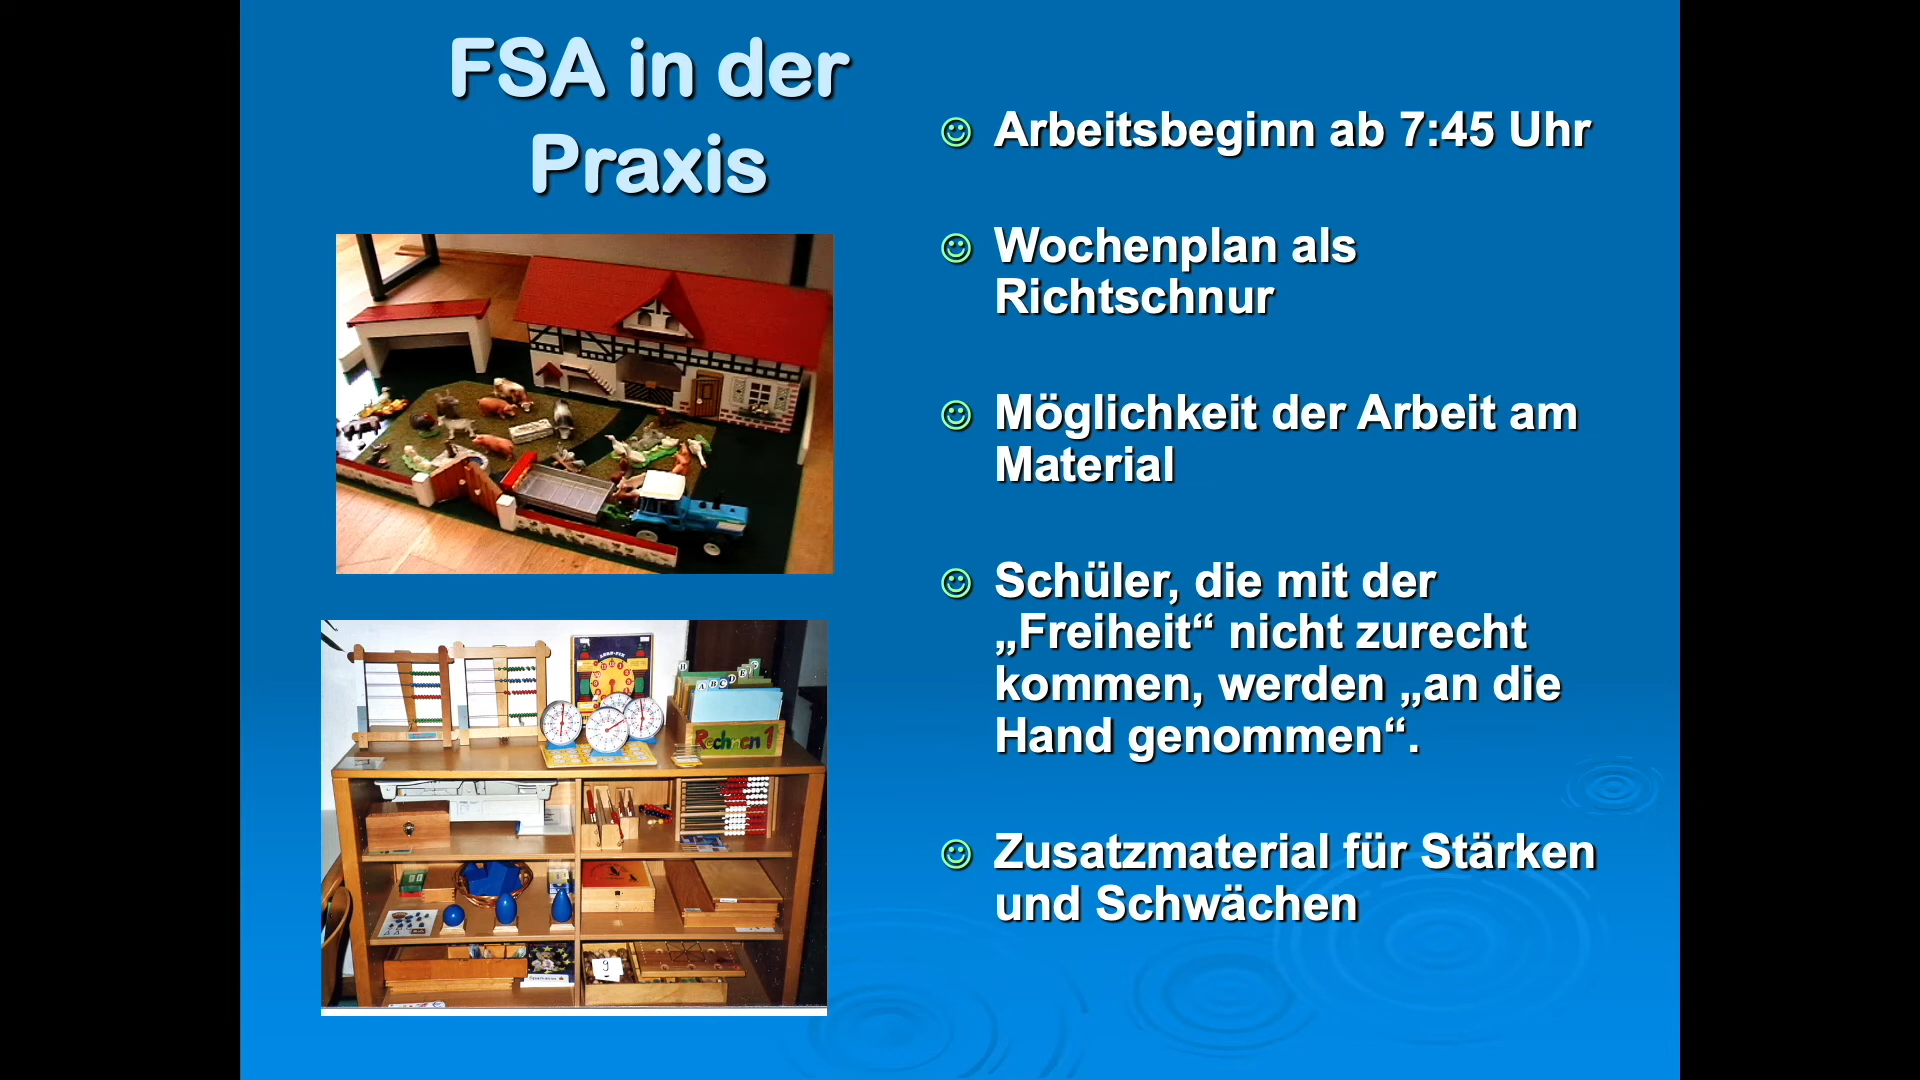 FSA in der
Praxis
Arbeitsbeginn ab 7:45 Uhr
Wochenplan als
Richtschnur
Möglichkeit der Arbeit am
Material
Schüler, die mit der
„Freiheit“ nicht zurecht
kommen, werden „an die
Hand genommen“.
Zusatzmaterial für Stärken
und Schwächen
A B C D E
Rechnen 1
9